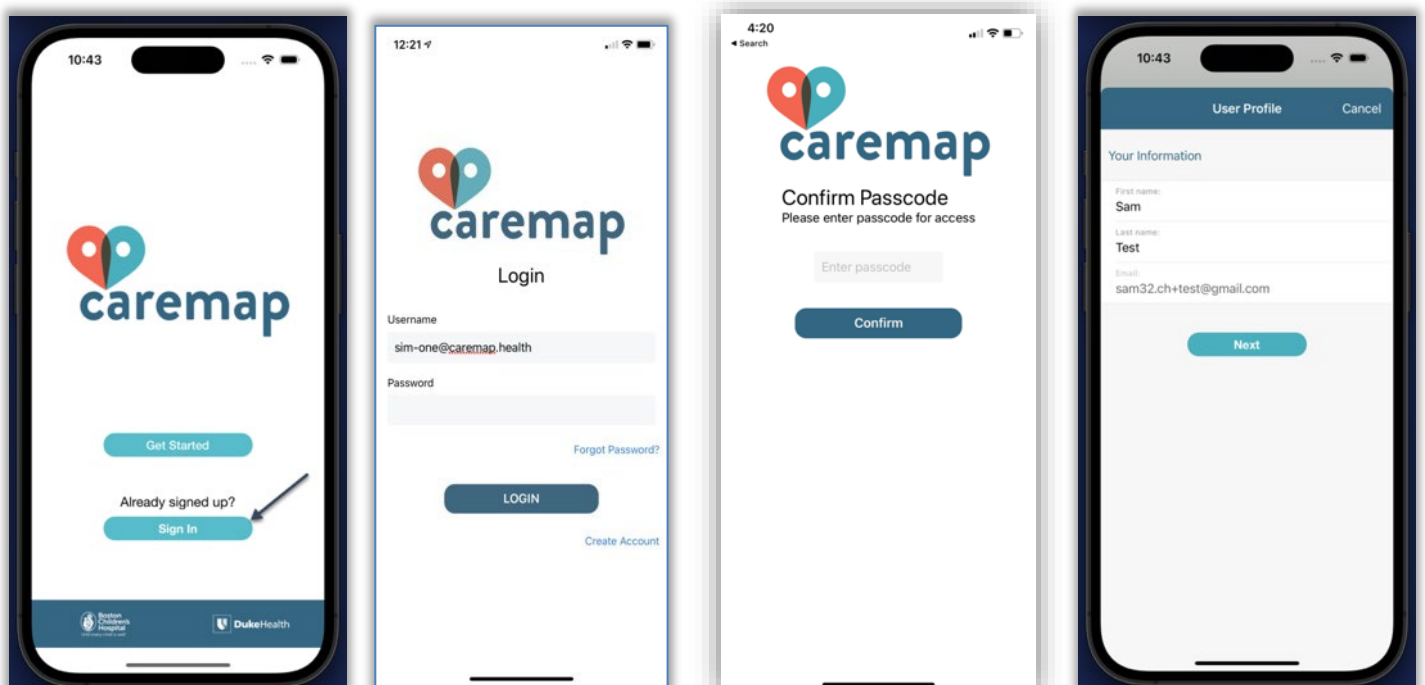 10:43
caremap
Get Started
Already signed up?
Sign In
Boston
Children's
Hospital
DukeHealth
12:21
caremap
Login
Username
sim-one@caremap.health
Password
Forgot Password?
LOGIN
Create Account
4:20
Search
caremap
Confirm Passcode
Please enter passcode for access
Enter passcode
Confirm
10:43
User Profile
Cancel
Your Information
First name:
Sam
Last name:
Test
Email:
sam32.ch+test@gmail.com
Next